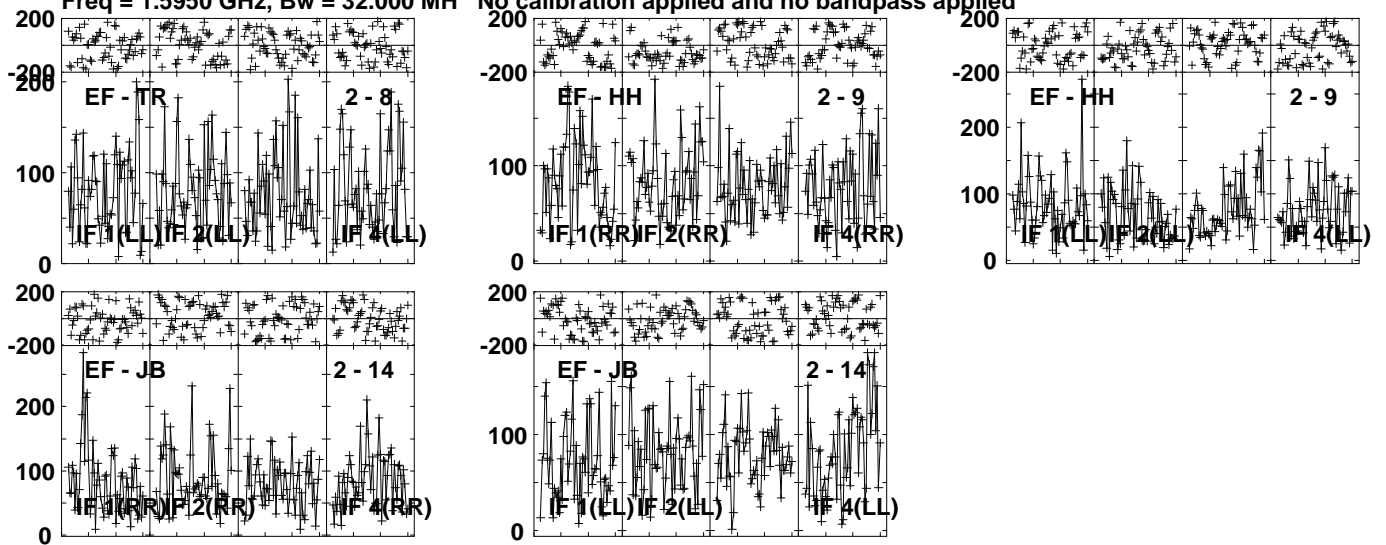 Freq = 1.5950 GHz, Bw = 32.000 MH No calibration applied and no bandpass applied
200
-200
200
EF - TR 2 - 8
100
IF 1(LL) IF 2(LL) IF 4(LL)
0
200
-200
EF - HH 2 - 9
100
IF 1(RR) IF 2(RR) IF 4(RR)
0
200
-200
EF - HH 2 - 9
200
100
IF 1(LL) IF 2(LL) IF 4(LL)
0
200
-200
EF - JB 2 - 14
200
100
IF 1(RR) IF 2(RR) IF 4(RR)
0
200
-200
EF - JB 2 - 14
100
IF 1(LL) IF 2(LL) IF 4(LL)
0